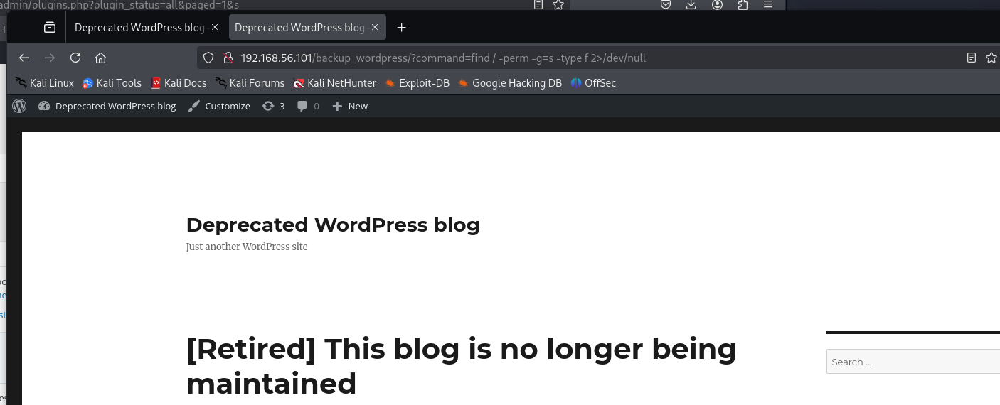 admin/plugins.php?plugin_status=all&paged=1&s
Deprecated WordPress blog
Deprecated WordPress blog
192.168.56.101/backup_wordpress/?command=find / -perm -g=s -type f 2>/dev/null
Kali Linux Kali Tools Kali Docs Kali Forums Kali NetHunter Exploit-DB Google Hacking DB OffSec
Deprecated WordPress blog Customize 3 0 New
Deprecated WordPress blog
Just another WordPress site
[Retired] This blog is no longer being
maintained
Search ...